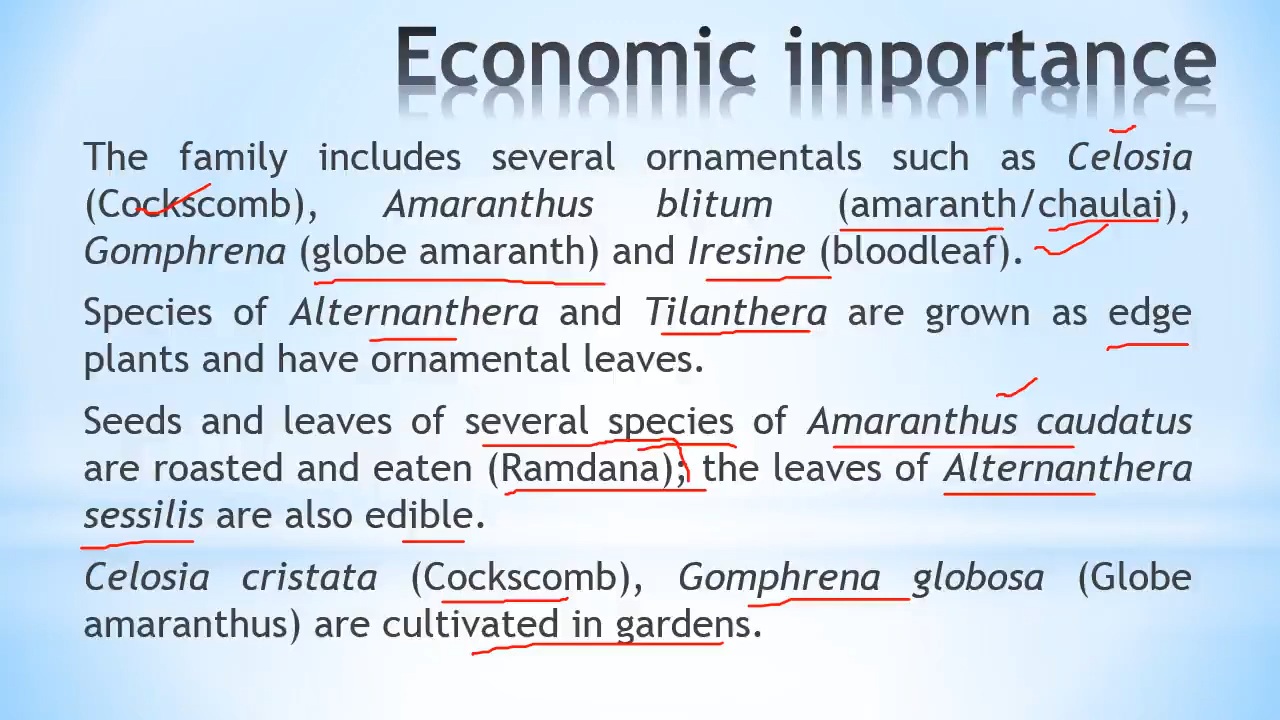 Economic importance
The family includes several ornamentals such as Celosia
(Cockscomb), Amaranthus blitum (amaranth/chaulai),
Gomphrena (globe amaranth) and Iresine (bloodleaf).
Species of Alternanthera and Tilanthera are grown as edge
plants and have ornamental leaves.
Seeds and leaves of several species of Amaranthus caudatus
are roasted and eaten (Ramdana); the leaves of Alternanthera
sessilis are also edible.
Celosia cristata (Cockscomb), Gomphrena globosa (Globe
amaranthus) are cultivated in gardens.